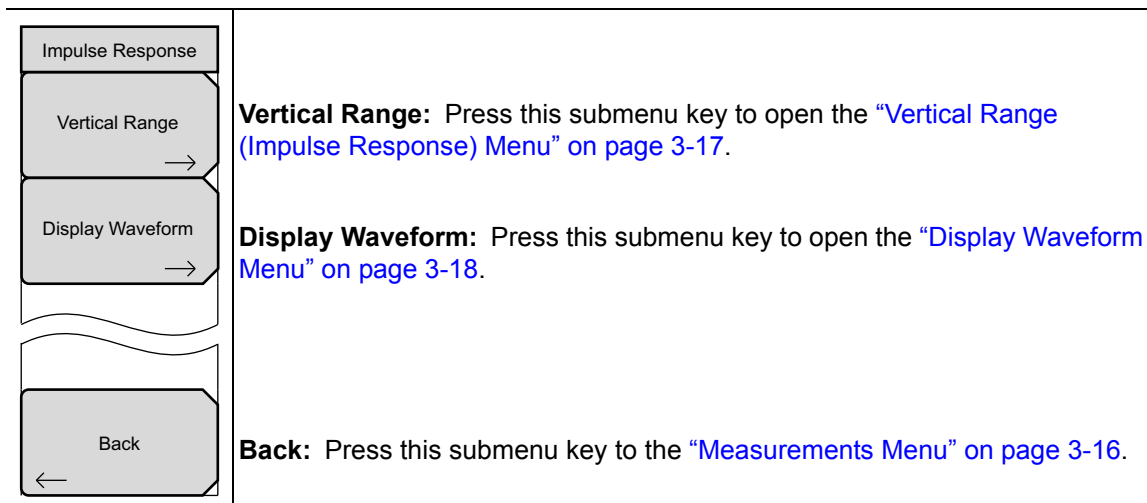 Impulse Response
Vertical Range
Vertical Range: Press this submenu key to open the “Vertical Range
(Impulse Response) Menu” on page 3-17.
Display Waveform
Display Waveform: Press this submenu key to open the “Display Waveform
Menu” on page 3-18.
Back
Back: Press this submenu key to the “Measurements Menu” on page 3-16.